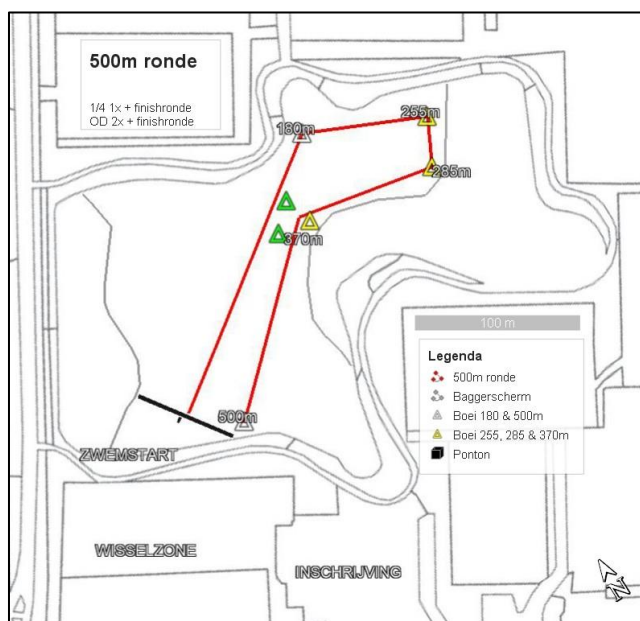 500m ronde
1/4 1x + finishronde
OD 2x + finishronde
180m
255m
285m
370m
100 m
Legenda
500m ronde
Baggerscherm
Boei 180 & 500m
Boei 255, 285 & 370m
Ponton
500m
ZWEMSTART
WISSELZONE
INSCHRIJVING
N